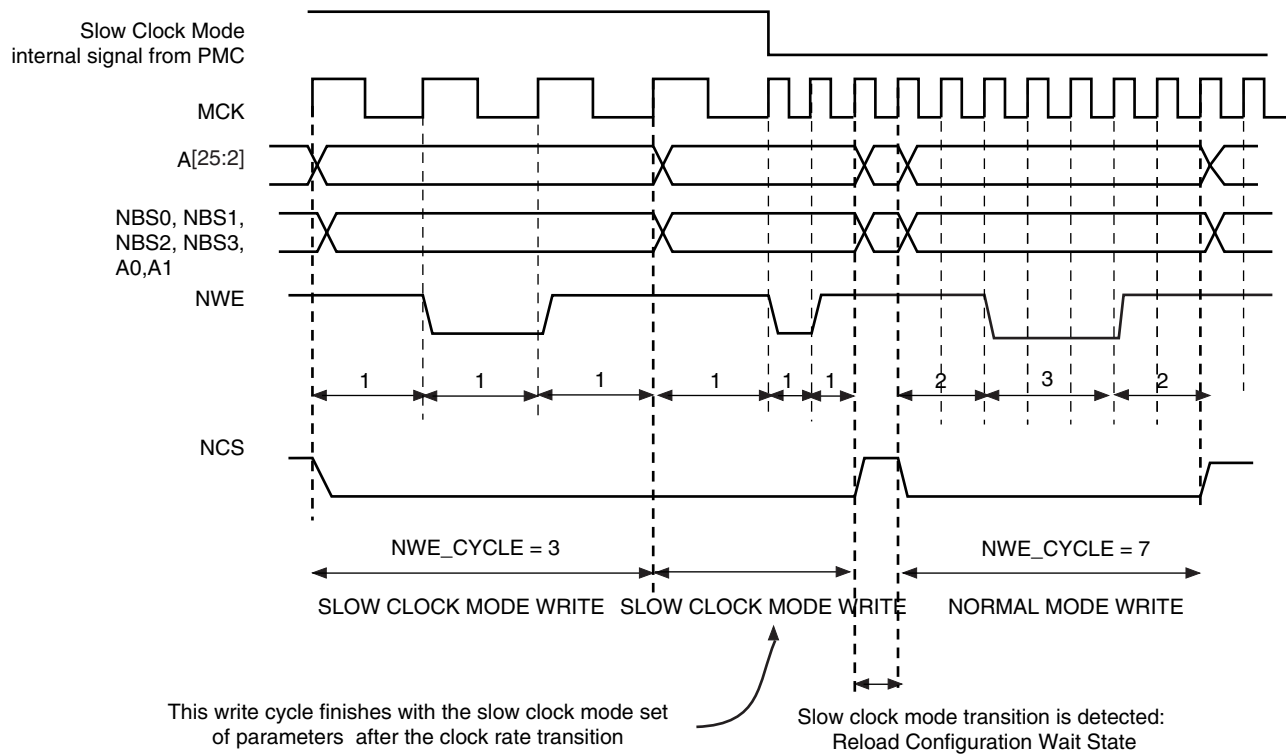 Slow Clock Mode
internal signal from PMC
MCK
A[25:2]
NBS0, NBS1,
NBS2, NBS3,
A0,A1
NWE
1 1 1 1 1 1 2 3 2
NCS
NWE_CYCLE = 3 NWE_CYCLE = 7
SLOW CLOCK MODE WRITE SLOW CLOCK MODE WRITE NORMAL MODE WRITE
This write cycle finishes with the slow clock mode set
of parameters after the clock rate transition
Slow clock mode transition is detected:
Reload Configuration Wait State